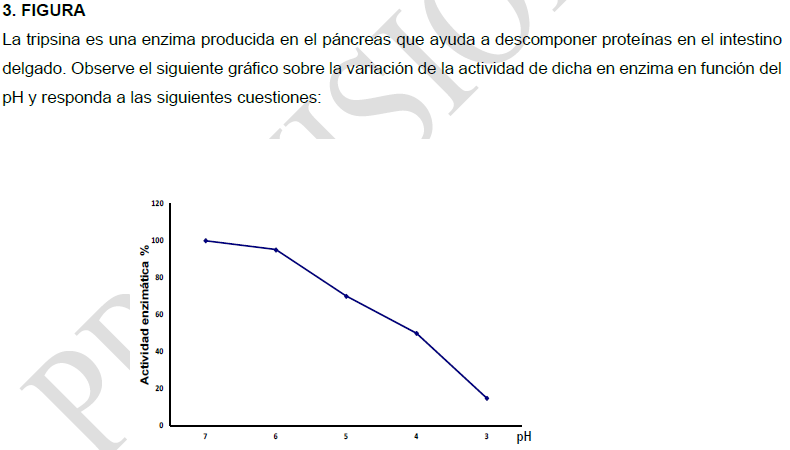 3. FIGURA
La tripsina es una enzima producida en el páncreas que ayuda a descomponer proteínas en el intestino
delgado. Observe el siguiente gráfico sobre la variación de la actividad de dicha en enzima en función del
pH y responda a las siguientes cuestiones:
120
100
80
60
40
20
0
Actividad enzimática %
7 6 5 4 3 pH